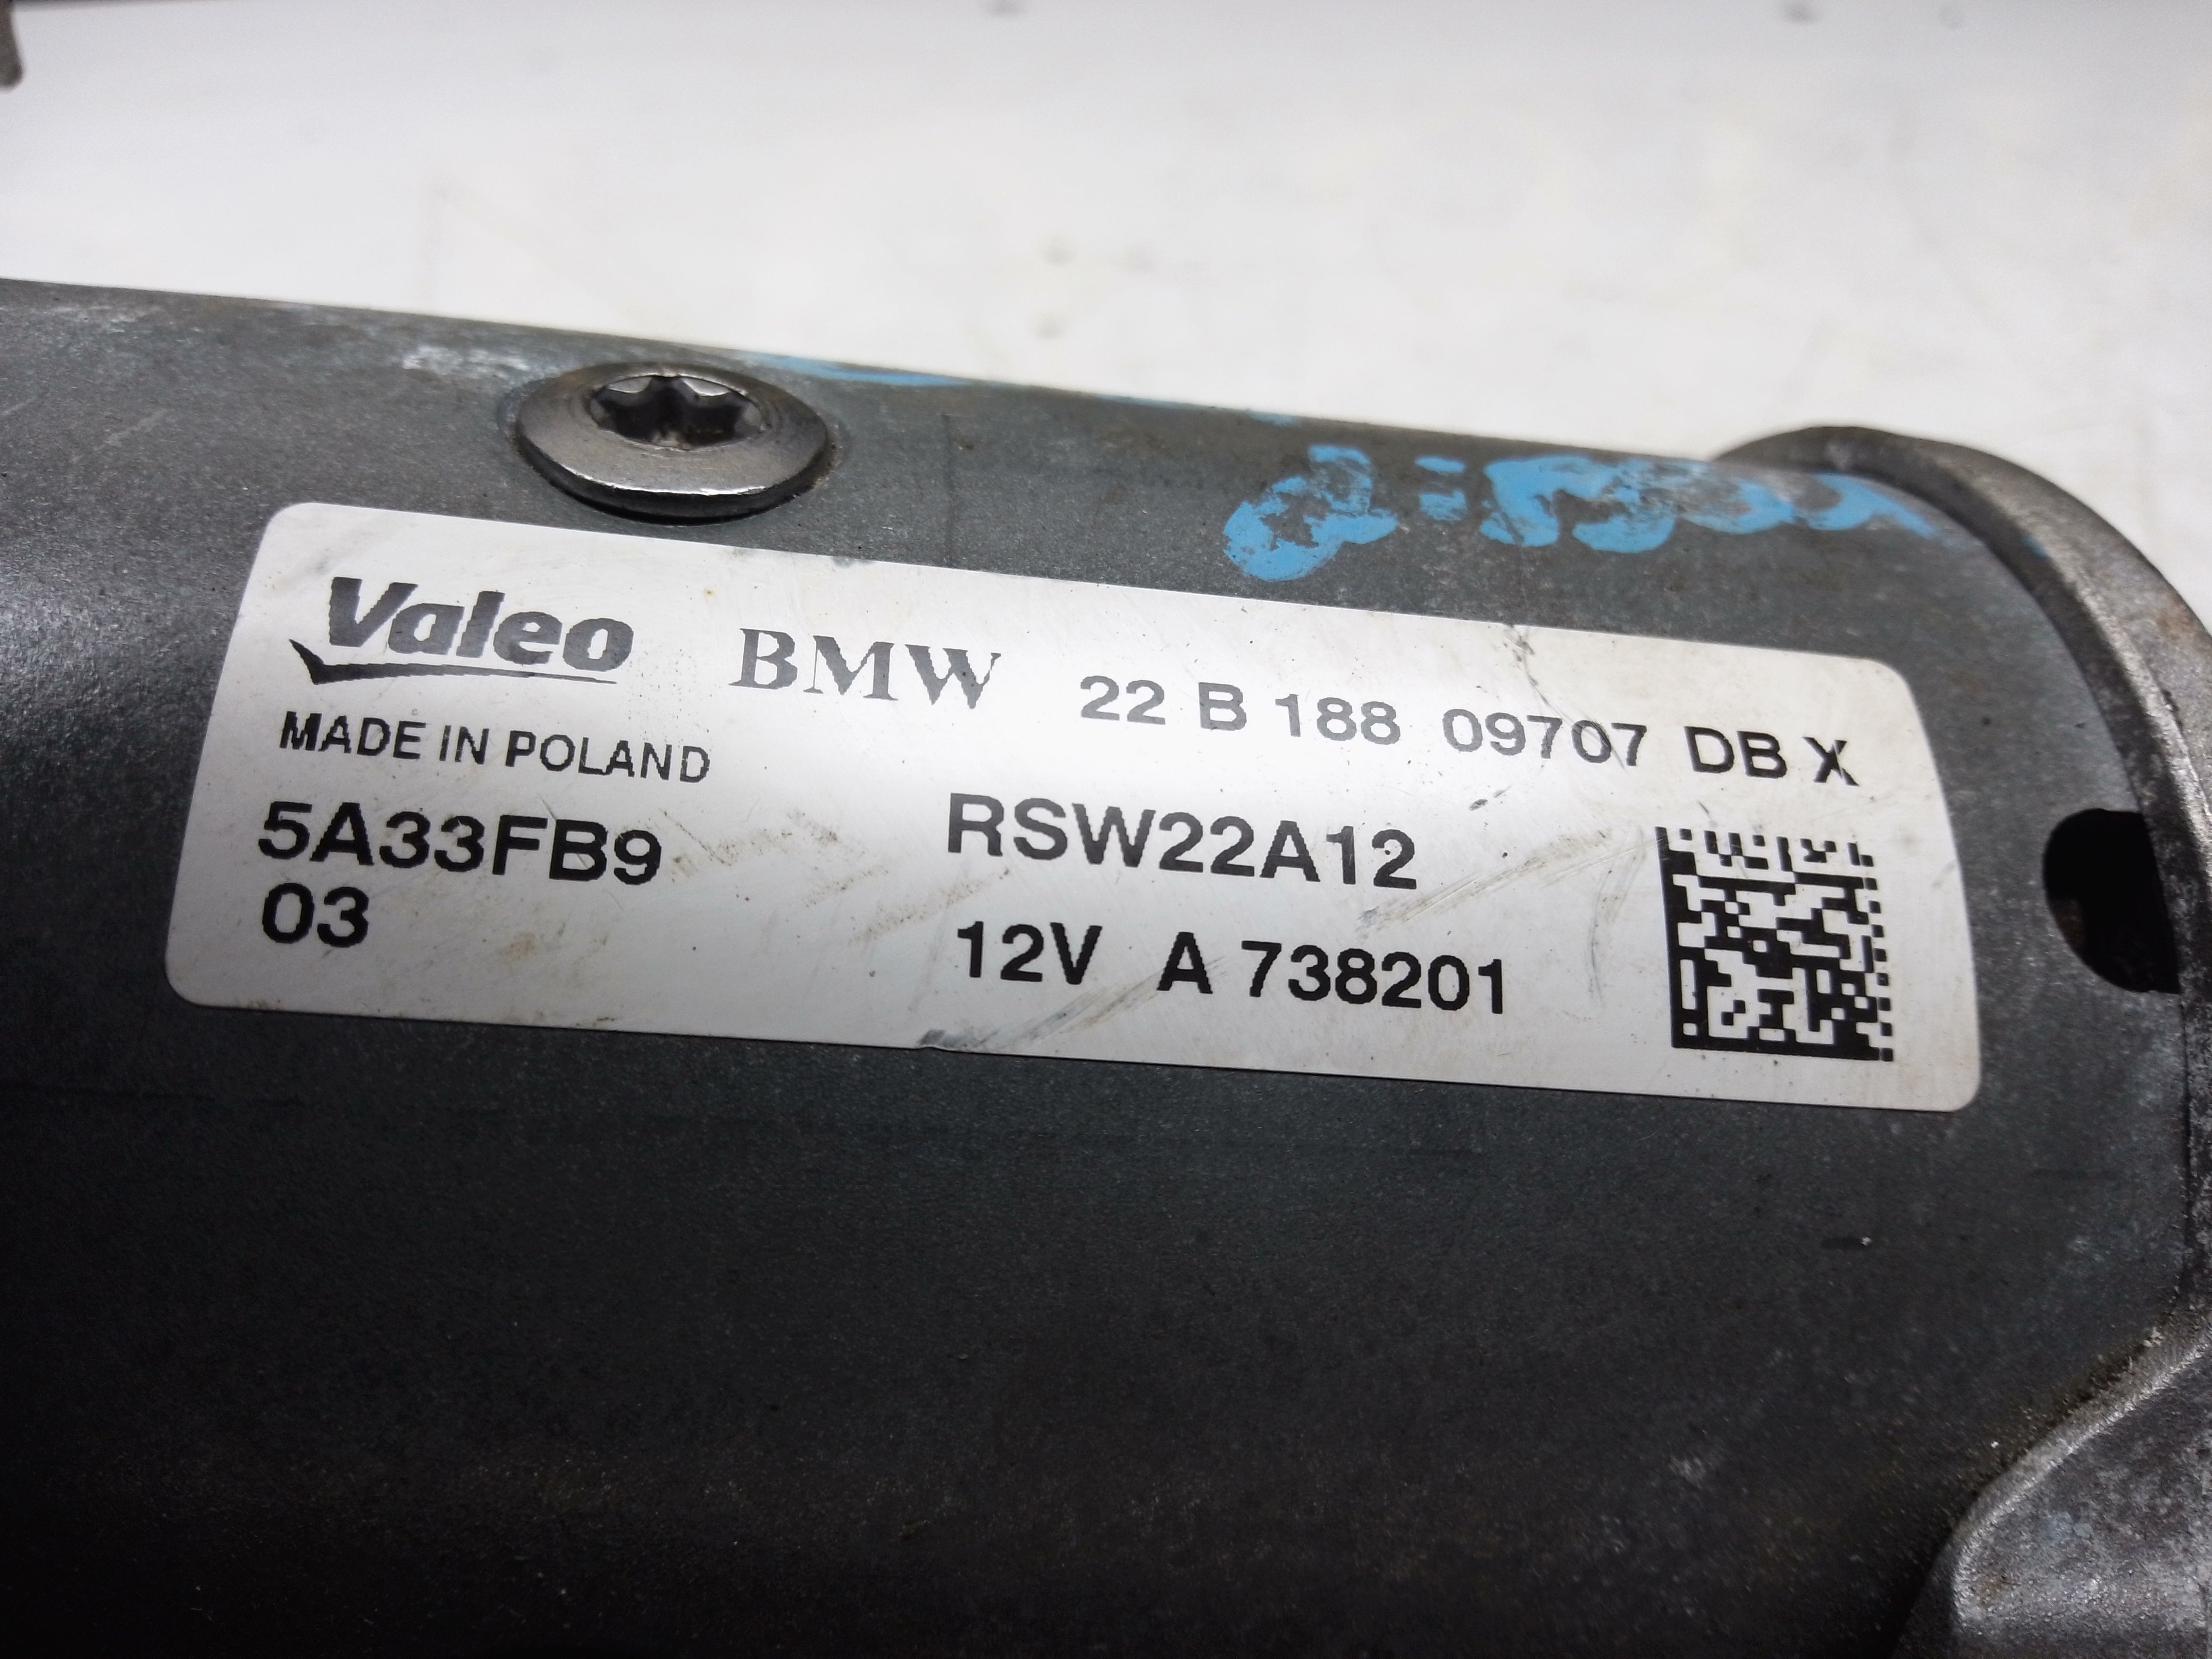 Valeo BMW 22 B 188 09707 DB X
MADE IN POLAND
5A33FB9 RSW22A12
03 12V A 738201